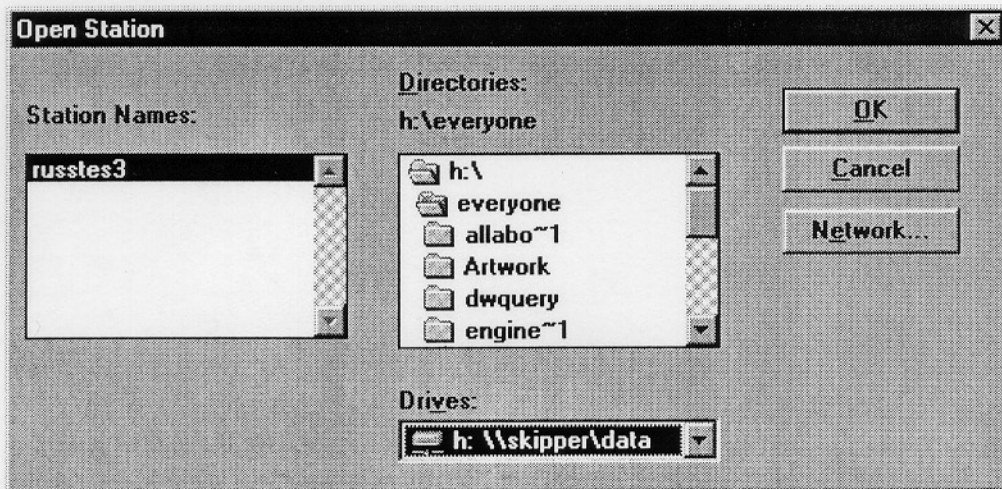 Open Station
Station Names:
russtes3
Directories:
h:\everyone
h:\
everyone
allabo~1
Artwork
dwquery
engine~1
Drives:
h: \\skipper\data
OK
Cancel
Network...